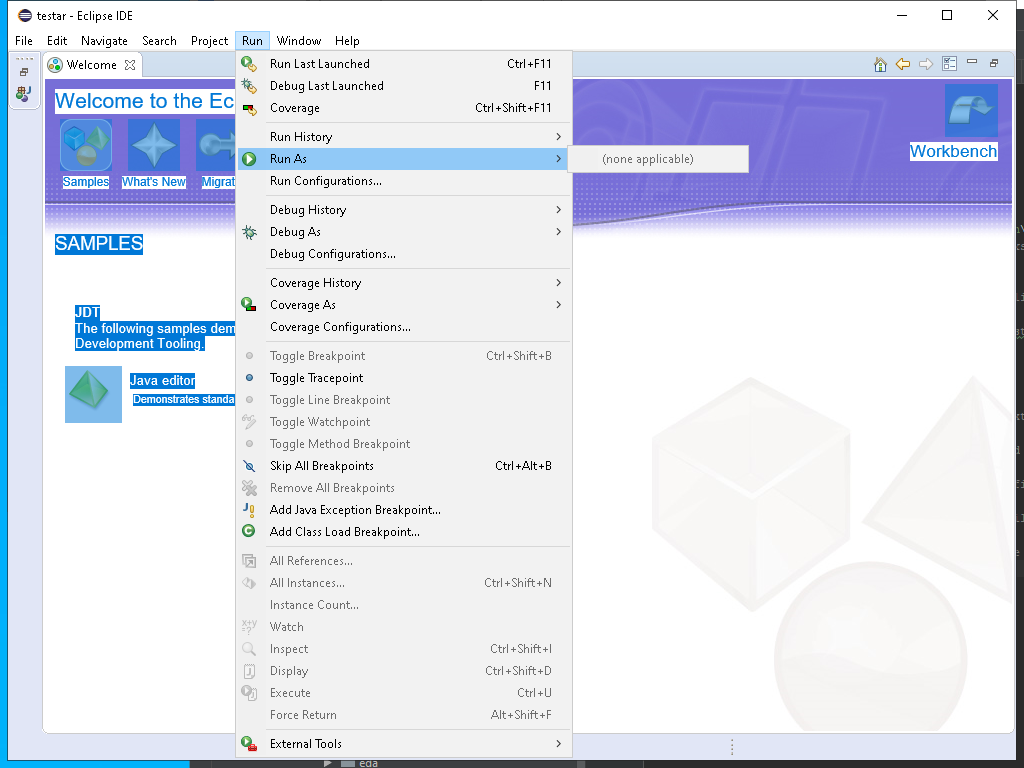 testar - Eclipse IDE
File Edit Navigate Search Project Run Window Help
Welcome
Welcome to the Ec
Samples What's New Migrat
Workbench
SAMPLES
JDT
The following samples dem
Development Tooling.
Java editor
Demonstrates standa
Run Last Launched Ctrl+F11
Debug Last Launched F11
Coverage Ctrl+Shift+F11
Run History
Run As
(none applicable)
Run Configurations...
Debug History
Debug As
Debug Configurations...
Coverage History
Coverage As
Coverage Configurations...
Toggle Breakpoint Ctrl+Shift+B
Toggle Tracepoint
Toggle Line Breakpoint
Toggle Watchpoint
Toggle Method Breakpoint
Skip All Breakpoints Ctrl+Alt+B
Remove All Breakpoints
Add Java Exception Breakpoint...
Add Class Load Breakpoint...
All References...
All Instances... Ctrl+Shift+N
Instance Count...
Watch
Inspect Ctrl+Shift+I
Display Ctrl+Shift+D
Execute Ctrl+U
Force Return Alt+Shift+F
External Tools
eda